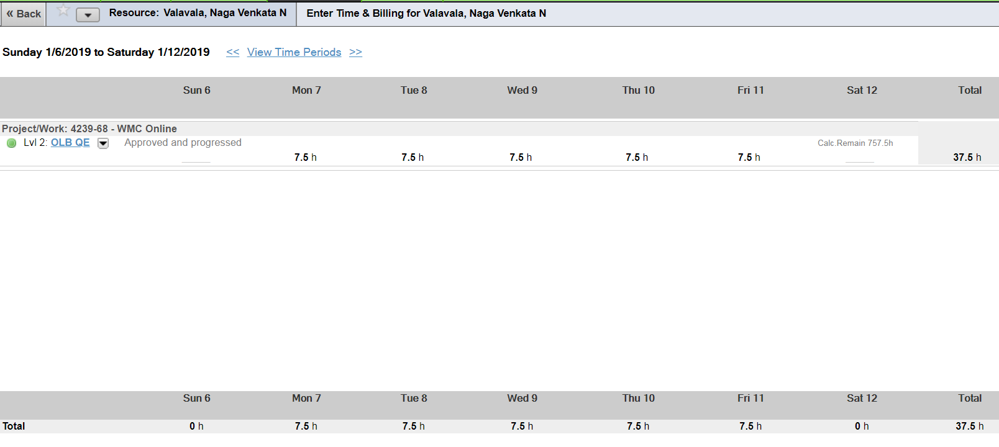 « Back Resource: Valavala, Naga Venkata N Enter Time & Billing for Valavala, Naga Venkata N
Sunday 1/6/2019 to Saturday 1/12/2019 << View Time Periods >>
Sun 6 Mon 7 Tue 8 Wed 9 Thu 10 Fri 11 Sat 12 Total
Project/Work: 4239-68 - WMC Online
Lvl 2: OLB QE Approved and progressed Calc.Remain 757.5h
7.5 h 7.5 h 7.5 h 7.5 h 7.5 h 37.5 h
Sun 6 Mon 7 Tue 8 Wed 9 Thu 10 Fri 11 Sat 12 Total
Total 0 h 7.5 h 7.5 h 7.5 h 7.5 h 7.5 h 0 h 37.5 h